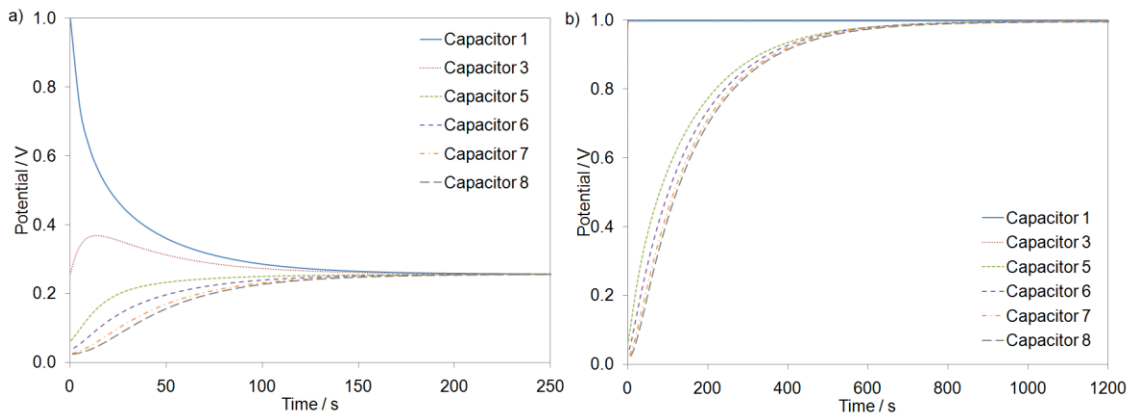 a)
Potential / V
1.0
0.8
0.6
0.4
0.2
0.0
Capacitor 1
Capacitor 3
Capacitor 5
Capacitor 6
Capacitor 7
Capacitor 8
0 50 100 150 200 250
Time / s
b)
Potential / V
1.0
0.8
0.6
0.4
0.2
0.0
Capacitor 1
Capacitor 3
Capacitor 5
Capacitor 6
Capacitor 7
Capacitor 8
0 200 400 600 800 1000 1200
Time / s